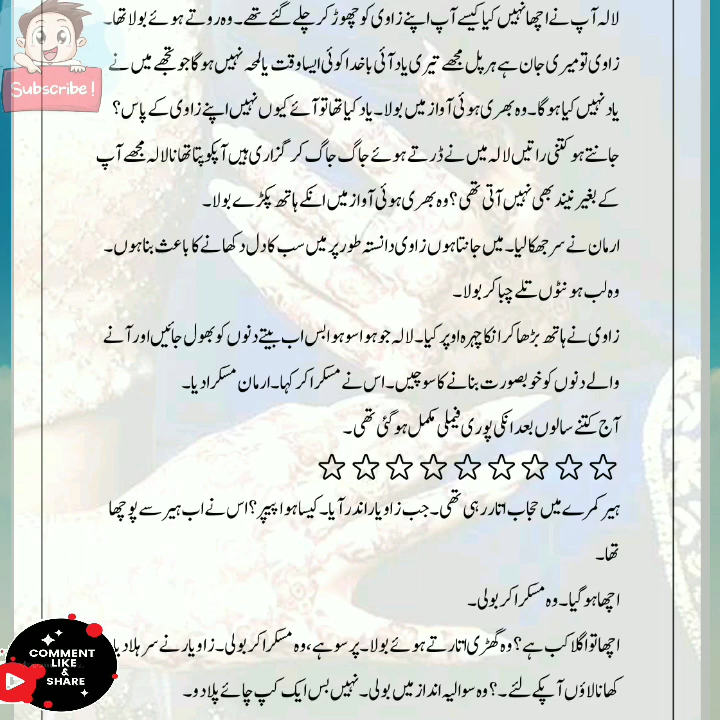 لالہ آپ نے اچھا نہیں کیا کیسے آپ اپنے زاوی کو چھوڑ کر چلے گئے تھے۔ وہ روتے ہوئے بولا تھا۔
زاوی تو میری جان ہے ہر پل مجھے تیری یاد آئی باخدا کوئی ایسا وقت یا لمحہ نہیں ہوگا جو تجھے میں نے
Subscribe!
یاد نہیں کیا ہوگا۔ وہ بھری ہوئی آواز میں بولا۔ یاد کیا تھا تو آئے کیوں نہیں اپنے زاوی کے پاس؟
جانتے ہو کتنی راتیں لالہ میں نے ڈرتے ہوئے جاگ جاگ کر گزاری ہیں آپکو پتا تھا نا لالہ مجھے آپ
کے بغیر نیند بھی نہیں آتی تھی؟ وہ بھری ہوئی آواز میں انکے ہاتھ پکڑے بولا۔
ارمان نے سر جھکا لیا۔ میں جانتا ہوں زاوی دانستہ طور پر میں سب کا دل دکھانے کا باعث بنا ہوں۔
وہ لب ہونٹوں تلے چبا کر بولا۔
زاوی نے ہاتھ بڑھا کر انکا چہرہ اوپر کیا۔ لالہ جو ہوا سو ہوا بس اب بیتے دنوں کو بھول جائیں اور آنے
والے دنوں کو خوبصورت بنانے کا سوچیں۔ اس نے مسکرا کر کہا۔ ارمان مسکرا دیا۔
آج کتنے سالوں بعد انکی پوری فیملی مکمل ہو گئی تھی۔
☆☆☆☆☆☆☆☆☆
ہیر کمرے میں حجاب اتار رہی تھی۔ جب زاویار اندر آیا۔ کیسا ہوا پیپر؟ اس نے اب ہیر سے پوچھا
تھا۔
اچھا ہو گیا۔ وہ مسکرا کر بولی۔
اچھا تو اگلا کب ہے؟ وہ گھڑی اتارتے ہوئے بولا۔ پرسو ہے، وہ مسکرا کر بولی۔ زاویار نے سر ہلا دیا
کھانا لاؤں آپکے لئے۔؟ وہ سوالیہ انداز میں بولی۔ نہیں بس ایک کپ چائے پلا دو۔
COMMENT
LIKE
&
SHARE